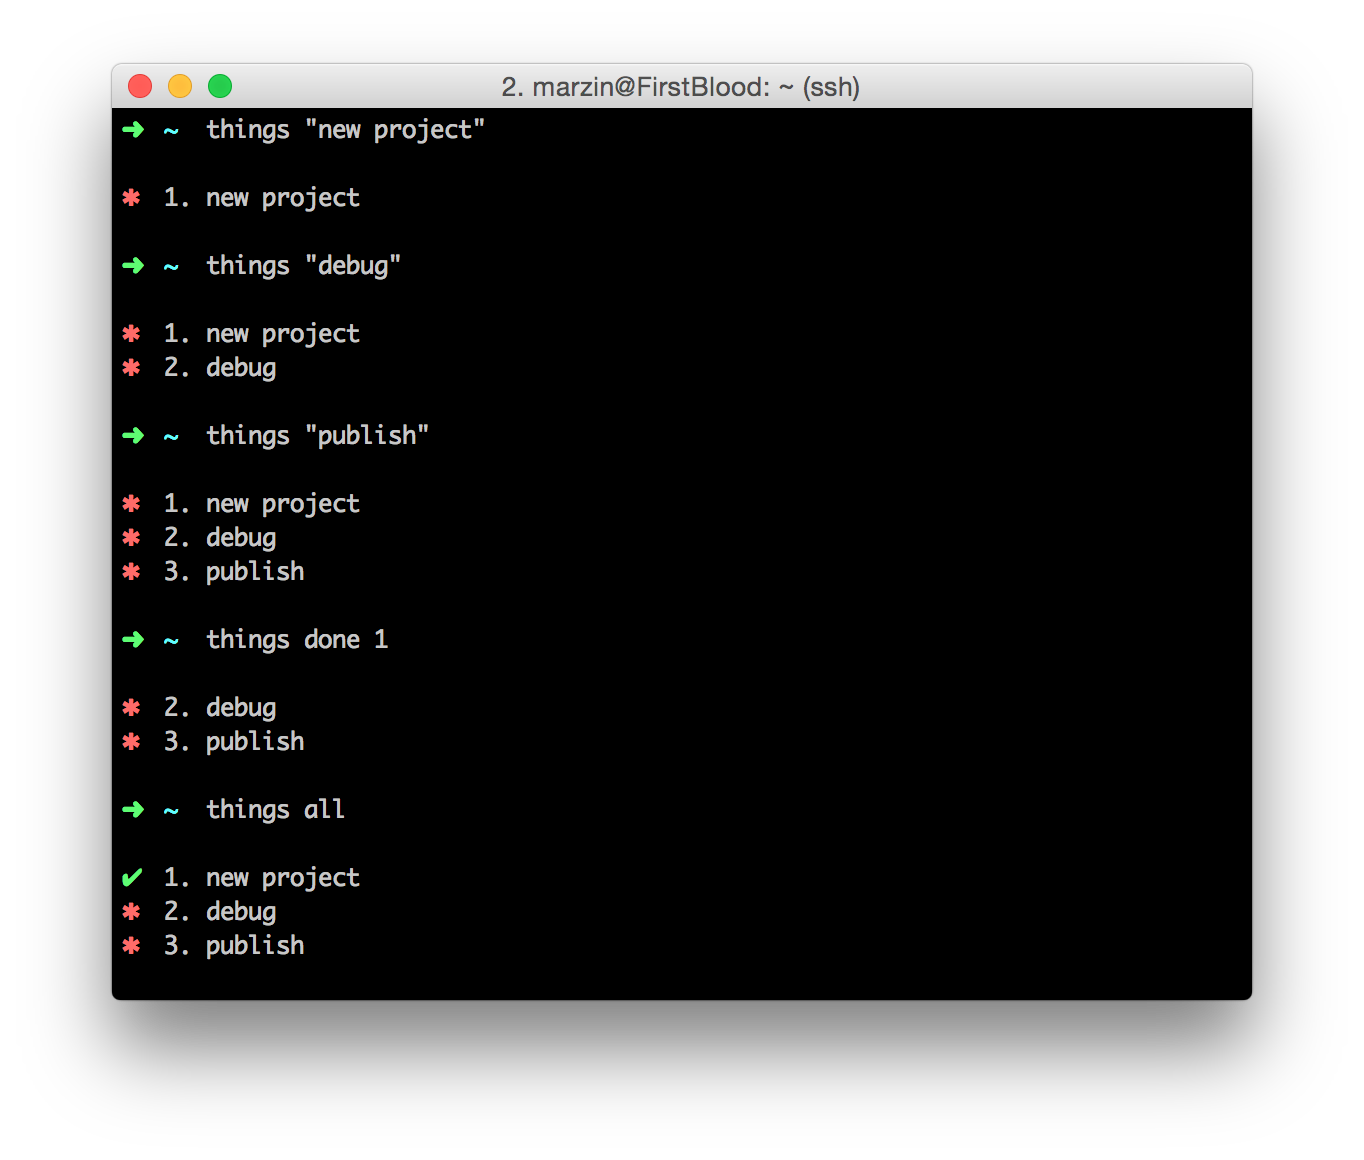 2. marzin@FirstBlood: ~ (ssh)
➜ ~ things "new project"
✱ 1. new project
➜ ~ things "debug"
✱ 1. new project
✱ 2. debug
➜ ~ things "publish"
✱ 1. new project
✱ 2. debug
✱ 3. publish
➜ ~ things done 1
✱ 2. debug
✱ 3. publish
➜ ~ things all
✔ 1. new project
✱ 2. debug
✱ 3. publish